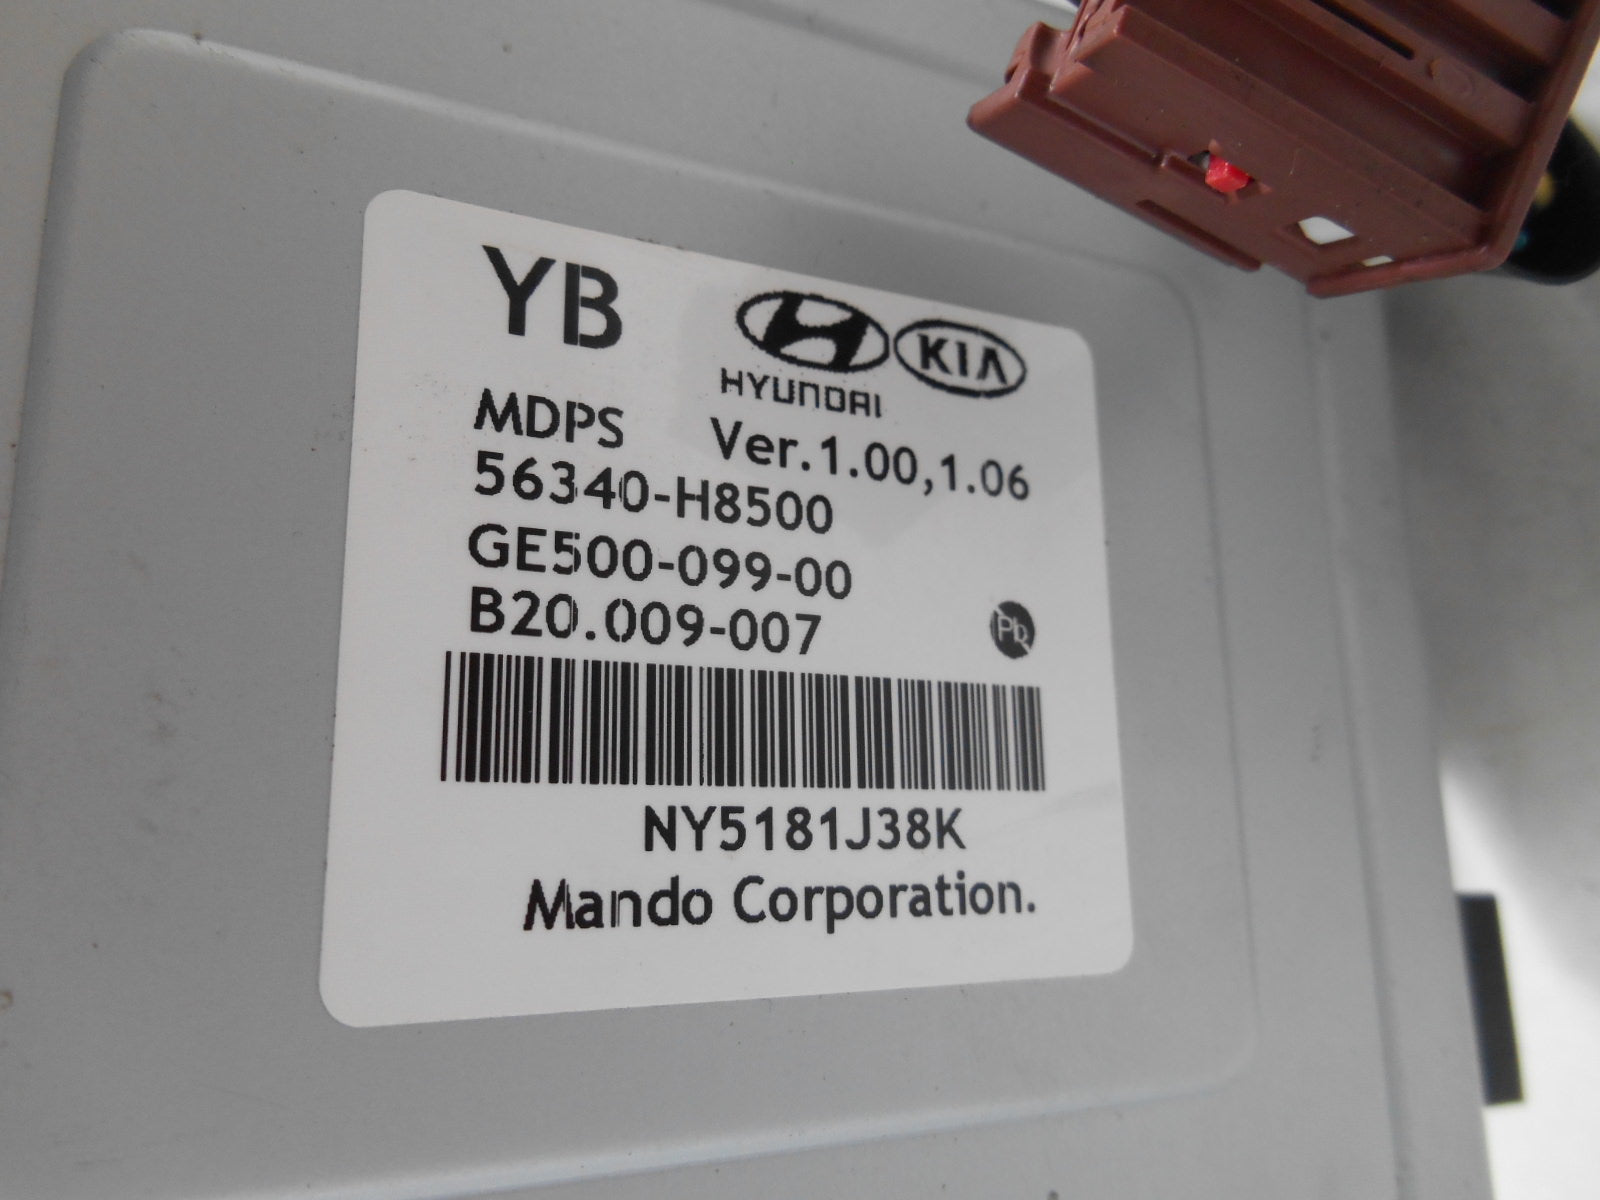 YB
HYUNDAI KIA
MDPS Ver.1.00,1.06
56340-H8500
GE500-099-00
B20.009-007
Pb
NY5181J38K
Mando Corporation.